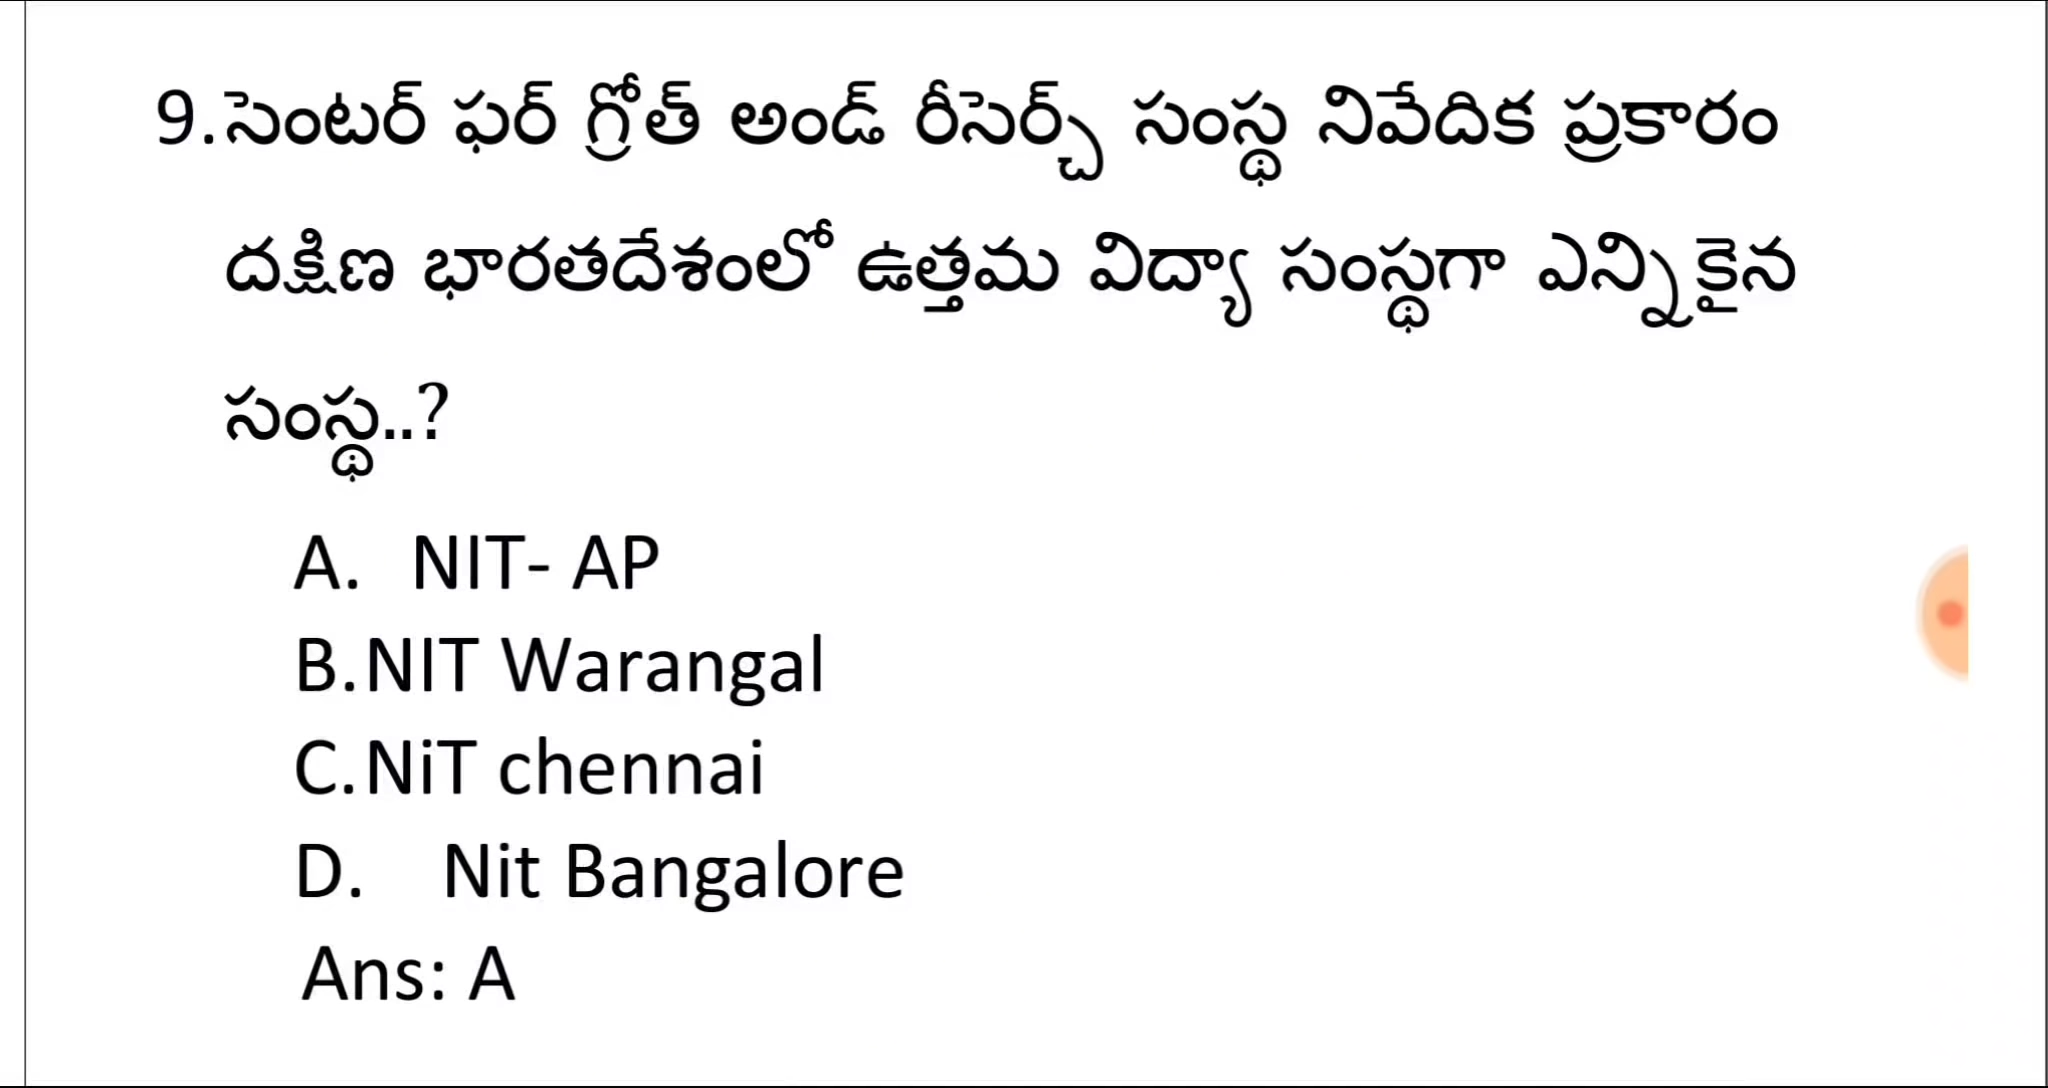 9.సెంటర్ ఫర్ గ్రోత్ అండ్ రీసెర్చ్ సంస్థ నివేదిక ప్రకారం
దక్షిణ భారతదేశంలో ఉత్తమ విద్యా సంస్థగా ఎన్నికైన
సంస్థ..?
A. NIT- AP
B.NIT Warangal
C.NiT chennai
D. Nit Bangalore
Ans: A